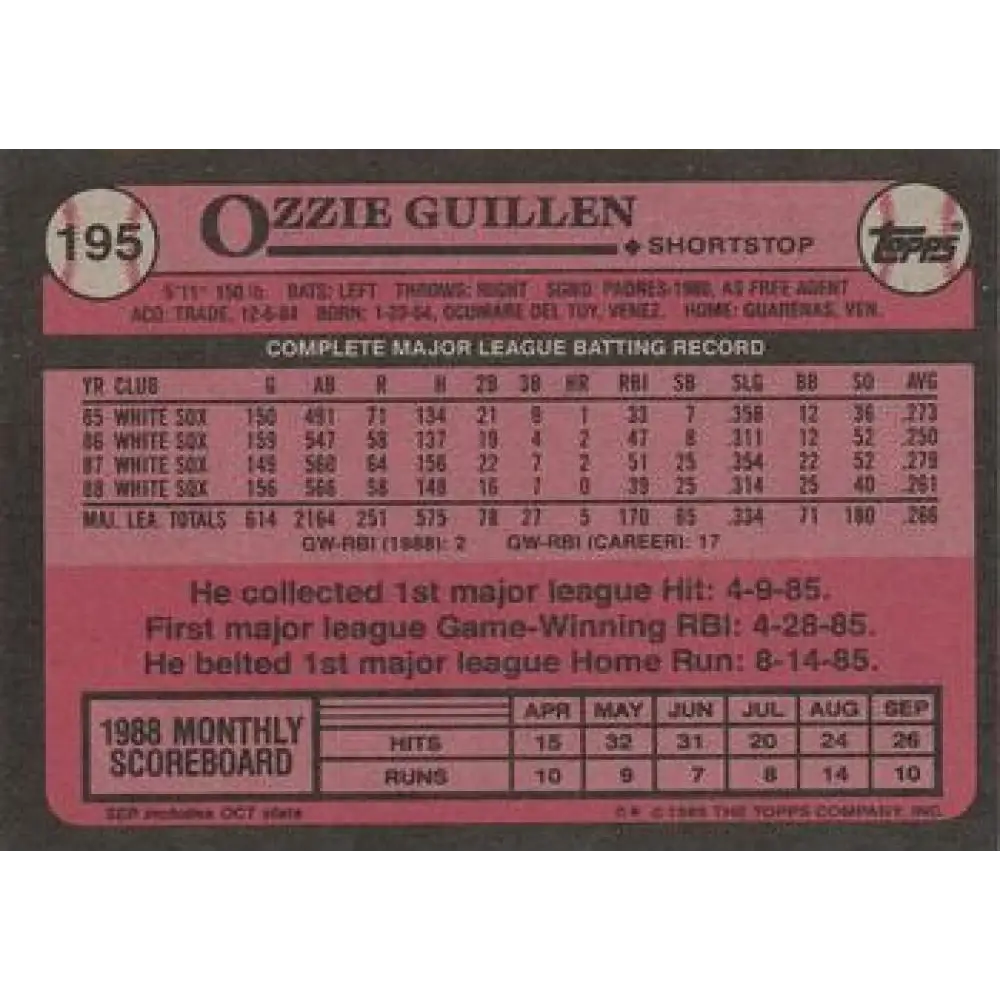 195
OZZIE GUILLEN
SHORTSTOP
TOPPS
5'11" 150 lb. BATS: LEFT THROWS: RIGHT SGND PADRES-1980, AS FREE AGENT
ACQ: TRADE, 12-6-84 BORN: 1-20-64, OCUMARE DEL TUY, VENEZ. HOME: GUARENAS, VEN.
COMPLETE MAJOR LEAGUE BATTING RECORD
YR CLUB G AB R H 2B 3B HR RBI SB SLG BB SO AVG
85 WHITE SOX 150 491 71 134 21 9 1 33 7 .358 12 36 .273
86 WHITE SOX 159 547 58 137 19 4 2 47 8 .311 12 52 .250
87 WHITE SOX 149 560 64 156 22 7 2 51 25 .354 22 52 .279
88 WHITE SOX 156 566 58 148 16 7 0 39 25 .314 25 40 .261
MAJ. LEA. TOTALS 614 2164 251 575 78 27 5 170 65 .334 71 180 .266
GW-RBI (1988): 2 GW-RBI (CAREER): 17
He collected 1st major league Hit: 4-9-85.
First major league Game-Winning RBI: 4-28-85.
He belted 1st major league Home Run: 8-14-85.
1988 MONTHLY SCOREBOARD
APR MAY JUN JUL AUG SEP
HITS 15 32 31 20 24 26
RUNS 10 9 7 8 14 10
SEP includes OCT stats
© 1989 THE TOPPS COMPANY, INC.